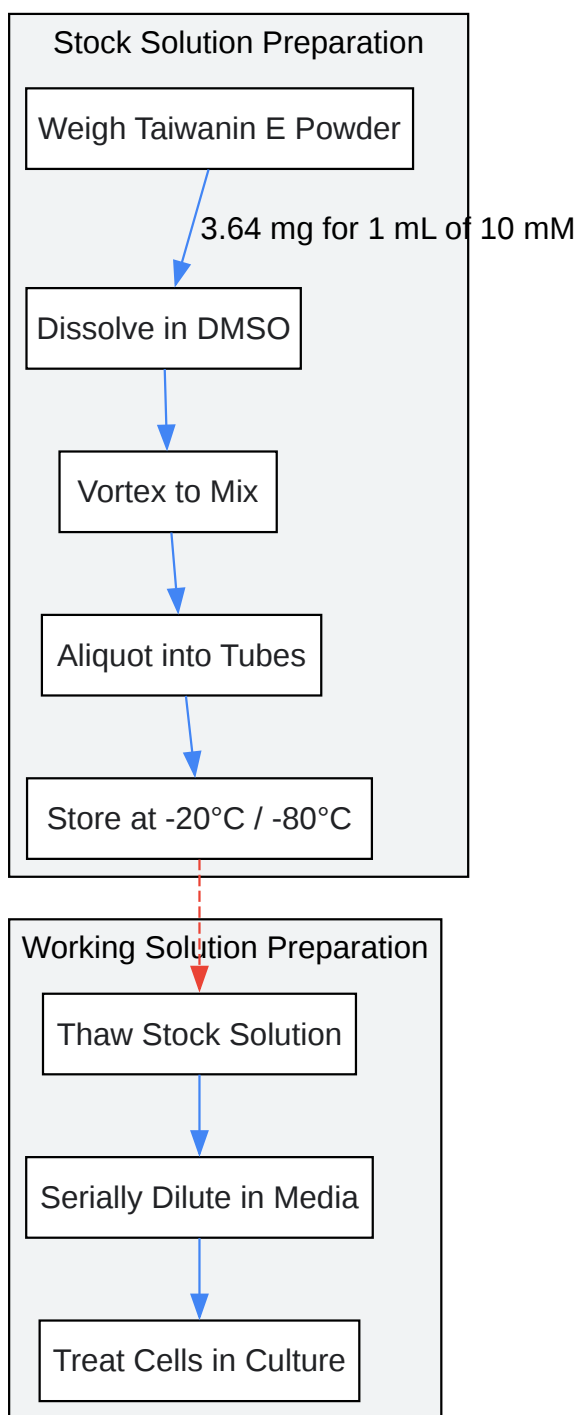 Stock Solution Preparation
Weigh Taiwanin E Powder
3.64 mg for 1 mL of 10 mM
Dissolve in DMSO
Vortex to Mix
Aliquot into Tubes
Store at -20°C / -80°C
Working Solution Preparation
Thaw Stock Solution
Serially Dilute in Media
Treat Cells in Culture